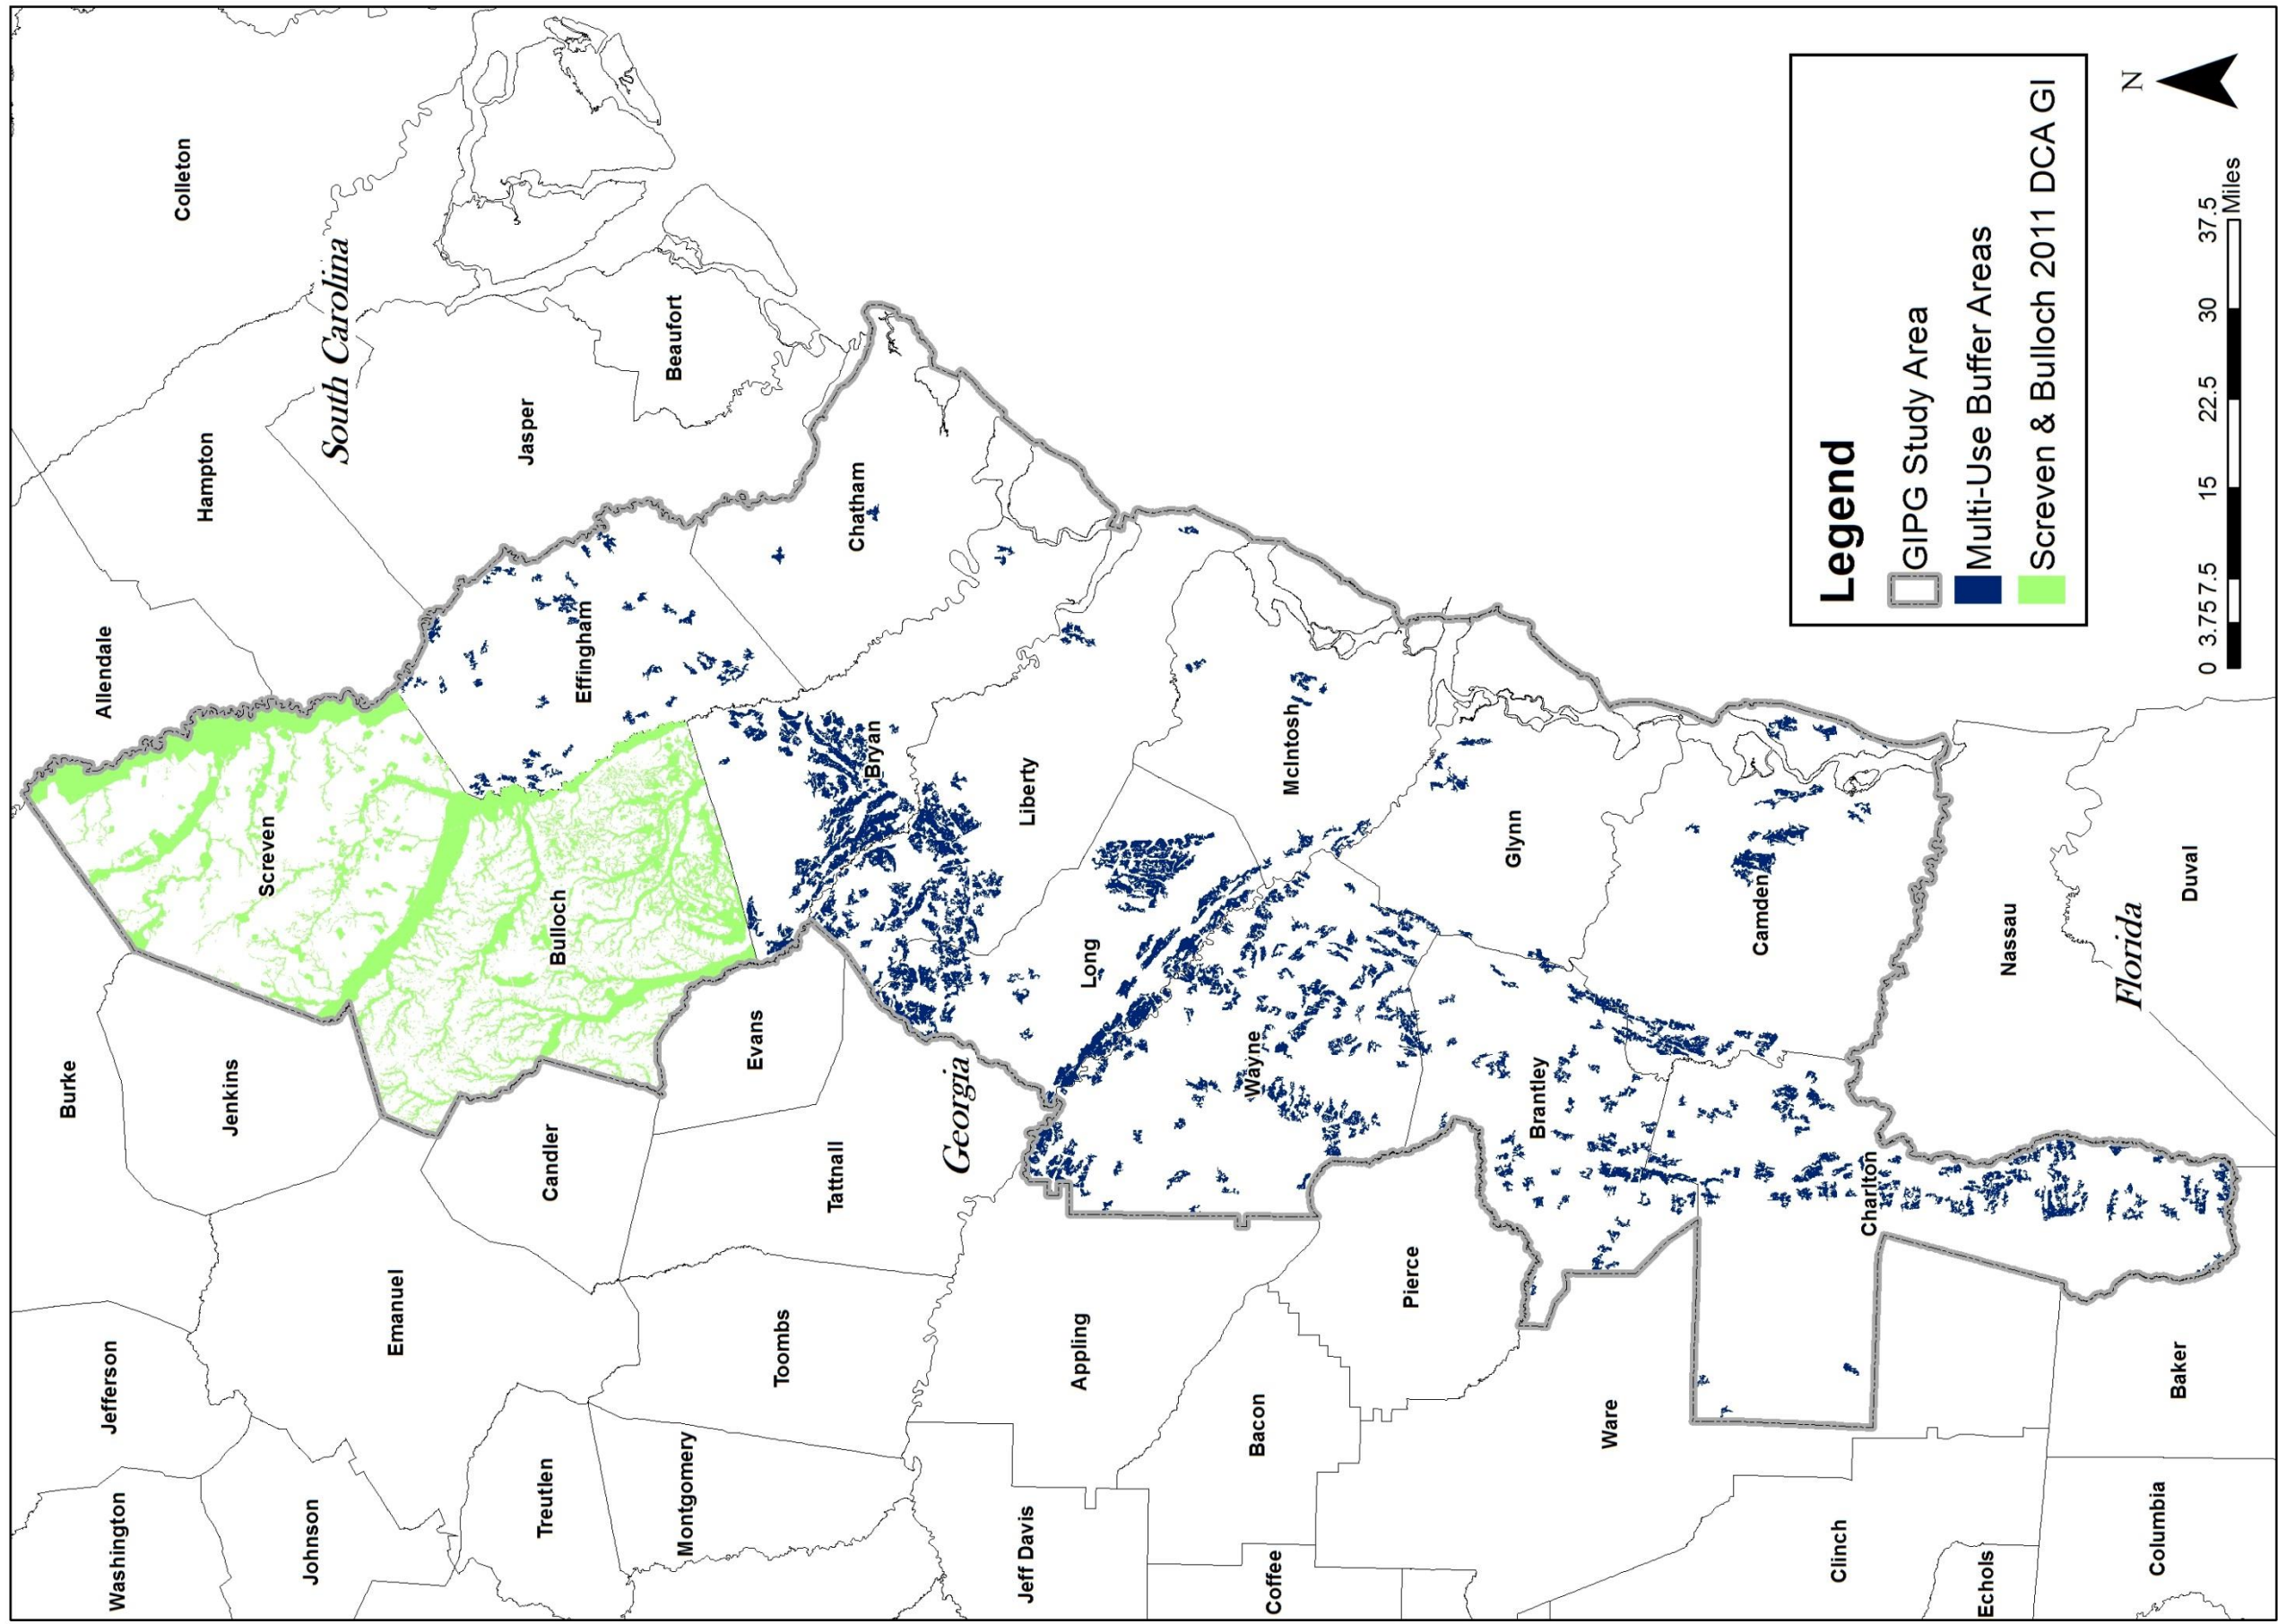 Washington
Jefferson
Burke
Allendale
Colleton
Johnson
Jenkins
Screven
Hampton
South Carolina
Emanuel
Treutlen
Candler
Bulloch
Effingham
Jasper
Montgomery
Toombs
Evans
Beaufort
Tattnall
Bryan
Chatham
Georgia
Jeff Davis
Appling
Long
Liberty
Coffee
Bacon
Wayne
McIntosh
Pierce
Brantley
Glynn
Ware
Camden
Clinch
Charlton
Echols
Nassau
Florida
Columbia
Baker
Duval
Legend
GIPG Study Area
Multi-Use Buffer Areas
Screven & Bulloch 2011 DCA GI
N
0 3.75 7.5 15 22.5 30 37.5
Miles